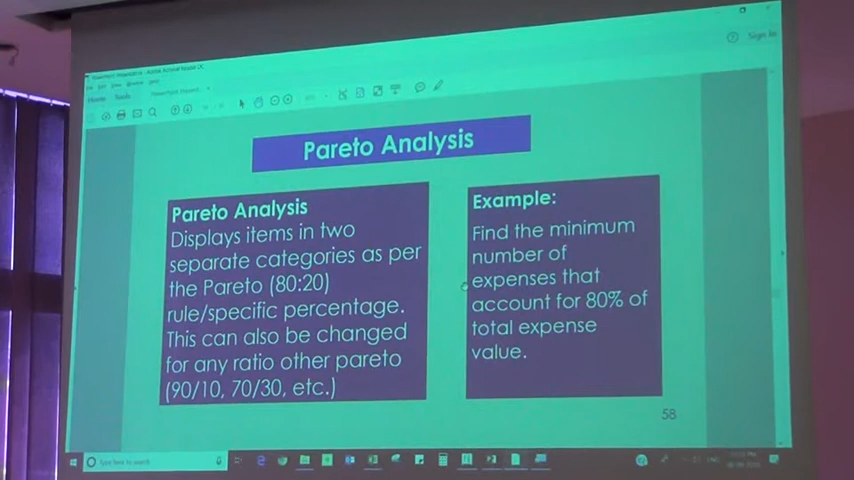 Home Tools
Sign In
Pareto Analysis
Pareto Analysis
Displays items in two
separate categories as per
the Pareto (80:20)
rule/specific percentage.
This can also be changed
for any ratio other pareto
(90/10, 70/30, etc.)
Example:
Find the minimum
number of
expenses that
account for 80% of
total expense
value.
58
Type here to search